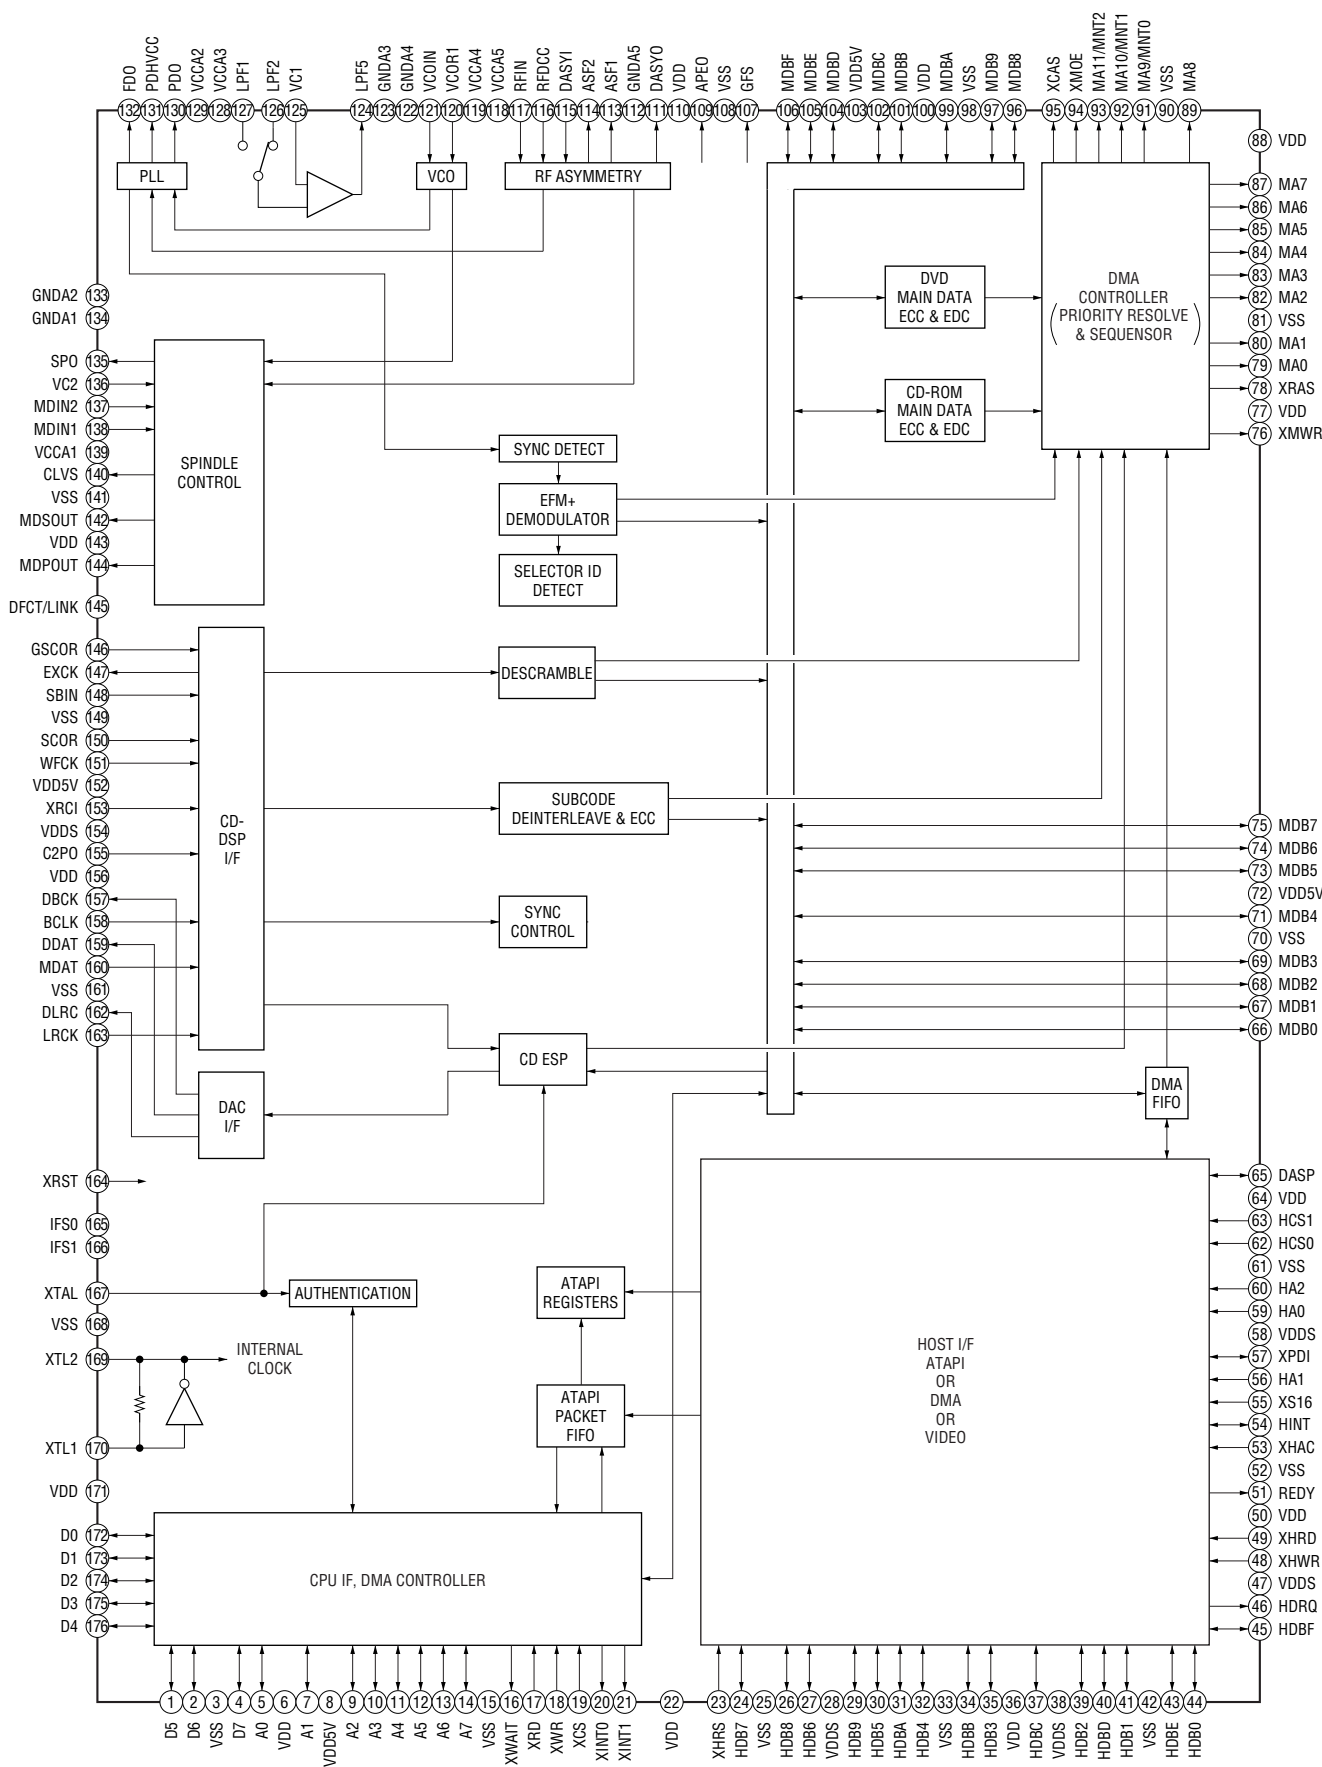 FDO
PDHVCC
PDO
VCCA2
VCCA3
LPF1
LPF2
VC1
LPF5
GNDA3
GNDA4
VCOIN
VCOR1
VCCA4
VCCA5
RFIN
RFDCC
DASYI
ASF2
ASF1
GNDA5
DASYO
VDD
APEO
VSS
GFS
MDBF
MDBE
MDBD
VDD5V
MDBC
MDBB
VDD
MDBA
VSS
MDB9
MDB8
XCAS
XMOE
MA11/MNT2
MA10/MNT1
MA9/MNT0
VSS
MA8
132
131
130
129
128
127
126
125
124
123
122
121
120
119
118
117
116
115
114
113
112
111
110
109
108
107
106
105
104
103
102
101
100
99
98
97
96
95
94
93
92
91
90
89
PLL
VCO
RF ASYMMETRY
88 VDD
87 MA7
86 MA6
85 MA5
84 MA4
83 MA3
82 MA2
81 VSS
80 MA1
79 MA0
78 XRAS
77 VDD
76 XMWR
DVD
MAIN DATA
ECC & EDC
DMA
CONTROLLER
(PRIORITY RESOLVE
& SEQUENSOR)
CD-ROM
MAIN DATA
ECC & EDC
GNDA2 133
GNDA1 134
SPO 135
VC2 136
MDIN2 137
MDIN1 138
VCCA1 139
CLVS 140
VSS 141
MDSOUT 142
VDD 143
MDPOUT 144
DFCT/LINK 145
SPINDLE
CONTROL
SYNC DETECT
EFM+
DEMODULATOR
SELECTOR ID
DETECT
GSCOR 146
EXCK 147
SBIN 148
VSS 149
SCOR 150
WFCK 151
VDD5V 152
XRCI 153
VDDS 154
C2PO 155
VDD 156
DBCK 157
BCLK 158
DDAT 159
MDAT 160
VSS 161
DLRC 162
LRCK 163
CD-
DSP
I/F
DESCRAMBLE
SUBCODE
DEINTERLEAVE & ECC
SYNC
CONTROL
CD ESP
DAC
I/F
75 MDB7
74 MDB6
73 MDB5
72 VDD5V
71 MDB4
70 VSS
69 MDB3
68 MDB2
67 MDB1
66 MDB0
DMA
FIFO
XRST 164
IFS0 165
IFS1 166
XTAL 167
VSS 168
XTL2 169
XTL1 170
VDD 171
D0 172
D1 173
D2 174
D3 175
D4 176
AUTHENTICATION
INTERNAL
CLOCK
ATAPI
REGISTERS
ATAPI
PACKET
FIFO
CPU IF, DMA CONTROLLER
HOST I/F
ATAPI
OR
DMA
OR
VIDEO
65 DASP
64 VDD
63 HCS1
62 HCS0
61 VSS
60 HA2
59 HA0
58 VDDS
57 XPDI
56 HA1
55 XS16
54 HINT
53 XHAC
52 VSS
51 REDY
50 VDD
49 XHRD
48 XHWR
47 VDDS
46 HDRQ
45 HDBF
1
2
3
4
5
6
7
8
9
10
11
12
13
14
15
16
17
18
19
20
21
22
23
24
25
26
27
28
29
30
31
32
33
34
35
36
37
38
39
40
41
42
43
44
D5
D6
VSS
D7
A0
VDD
A1
VDD5V
A2
A3
A4
A5
A6
A7
VSS
XWAIT
XRD
XWR
XCS
XINT0
XINT1
VDD
XHRS
HDB7
VSS
HDB8
HDB6
VDDS
HDB9
HDB5
HDBA
HDB4
VSS
HDBB
HDB3
VDD
HDBC
VDDS
HDB2
HDBD
HDB1
VSS
HDBE
HDB0